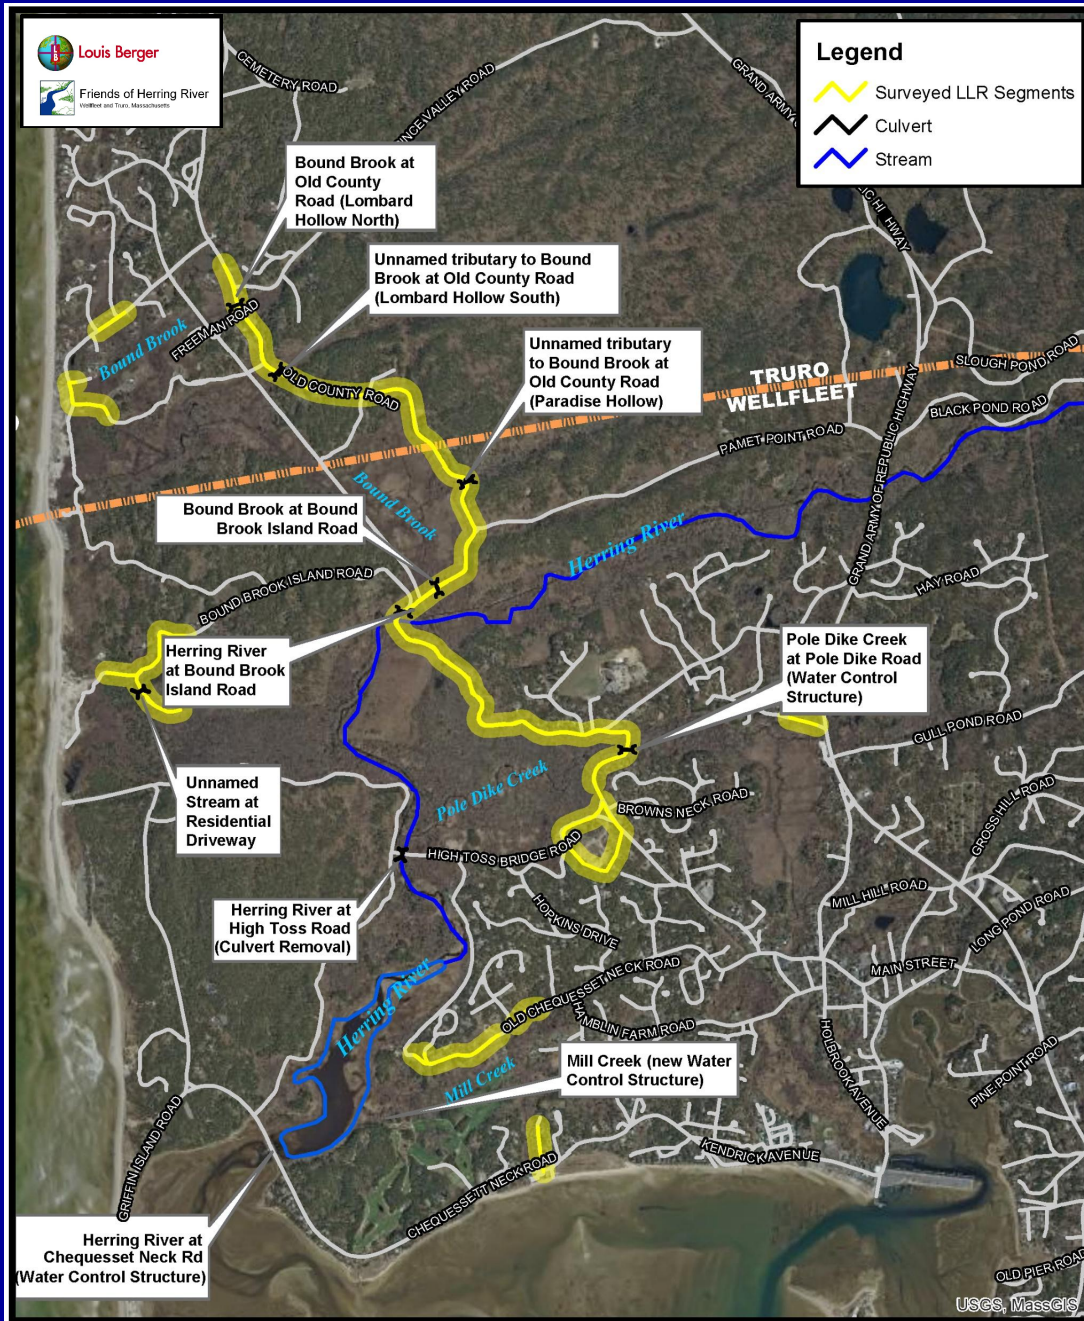 Louis Berger
Friends of Herring River
Wellfleet and Truro, Massachusetts
Legend
Surveyed LLR Segments
Culvert
Stream
CEMETERY ROAD
NCE VALLEY ROAD
GRAND ARMY
HIGHWAY
Bound Brook at
Old County
Road (Lombard
Hollow North)
Unnamed tributary to Bound
Brook at Old County Road
(Lombard Hollow South)
Unnamed tributary
to Bound Brook at
Old County Road
(Paradise Hollow)
Bound Brook
FREEMAN ROAD
OLD COUNTY ROAD
TRURO
WELLFLEET
SLOUGH POND ROAD
BLACK POND ROAD
PAMET POINT ROAD
GRAND ARMY OF REPUBLIC HIGHWAY
Bound Brook at Bound
Brook Island Road
Bound Brook
Herring River
BOUND BROOK ISLAND ROAD
HAY ROAD
Herring River
at Bound Brook
Island Road
Pole Dike Creek
at Pole Dike Road
(Water Control
Structure)
GULL POND ROAD
Unnamed
Stream at
Residential
Driveway
Pole Dike Creek
BROWNS NECK ROAD
GROSS HILL ROAD
HIGH TOSS BRIDGE ROAD
MILL HILL ROAD
LONG POND ROAD
Herring River at
High Toss Road
(Culvert Removal)
HOPKINS DRIVE
MAIN STREET
OLD CHEQUESSET NECK ROAD
HAMBLIN FARM ROAD
Herring River
Mill Creek
Mill Creek (new Water
Control Structure)
HOLBROOK AVENUE
PINE POINT ROAD
GRIFFIN ISLAND ROAD
KENDRICK AVENUE
CHEQUESSETT NECK ROAD
Herring River at
Chequesset Neck Rd
(Water Control Structure)
OLD PIER ROAD
USGS, MassGIS